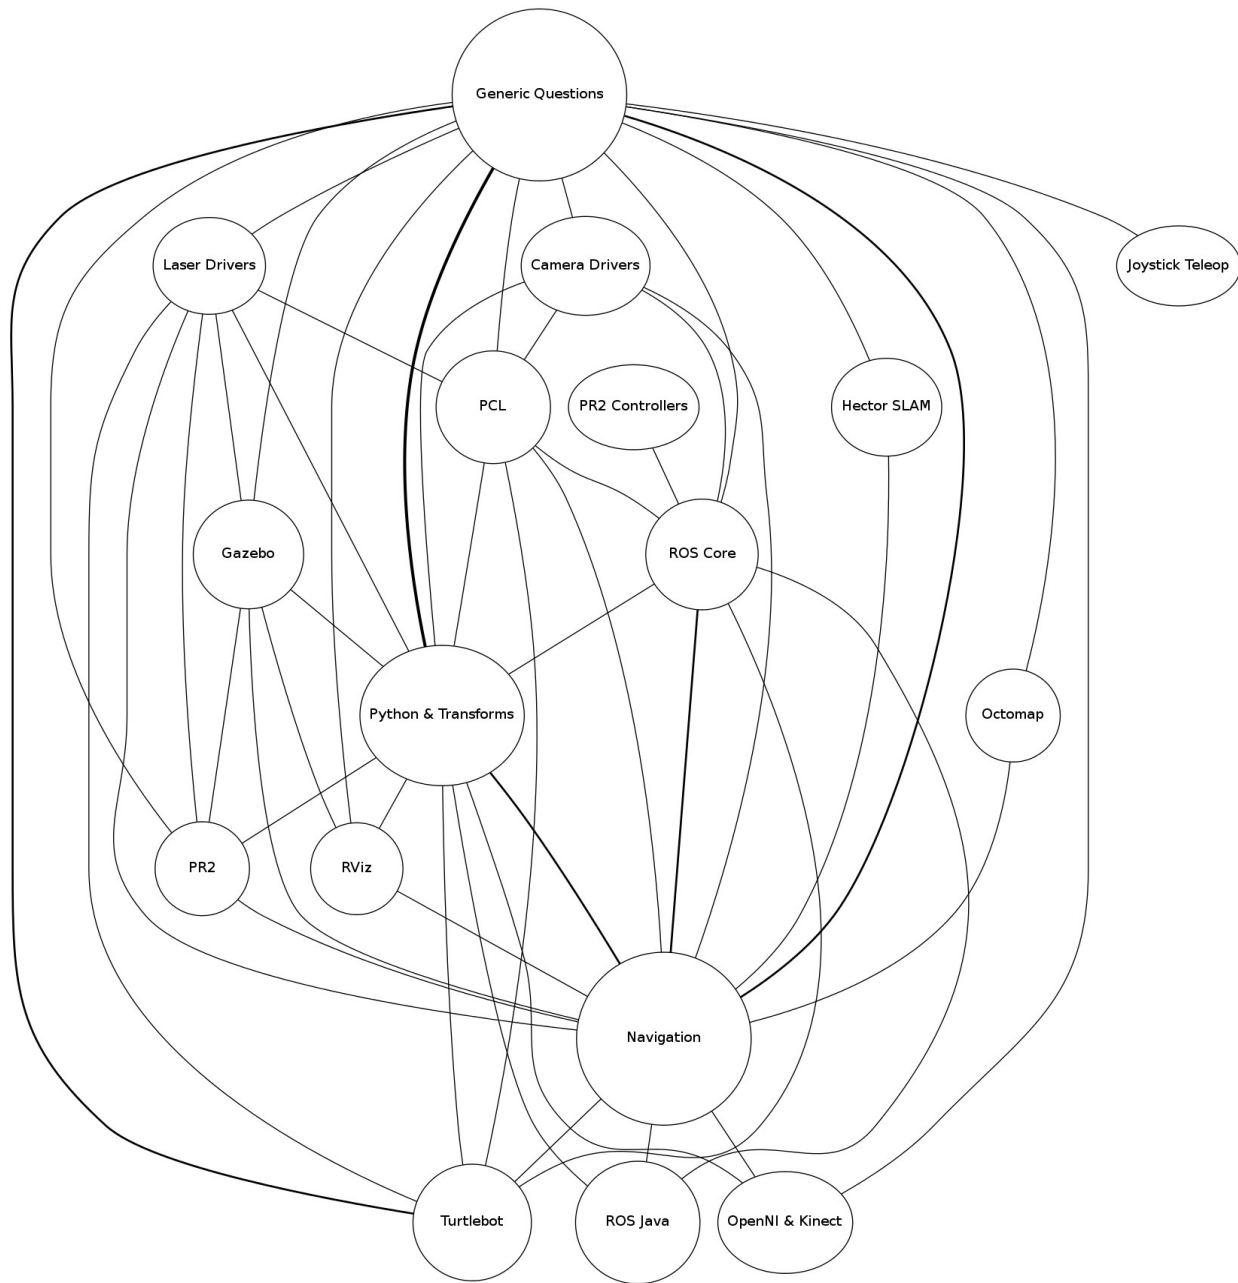 Generic Questions
Laser Drivers
Camera Drivers
Joystick Teleop
PCL
PR2 Controllers
Hector SLAM
Gazebo
ROS Core
Python & Transforms
Octomap
PR2
RViz
Navigation
Turtlebot
ROS Java
OpenNI & Kinect